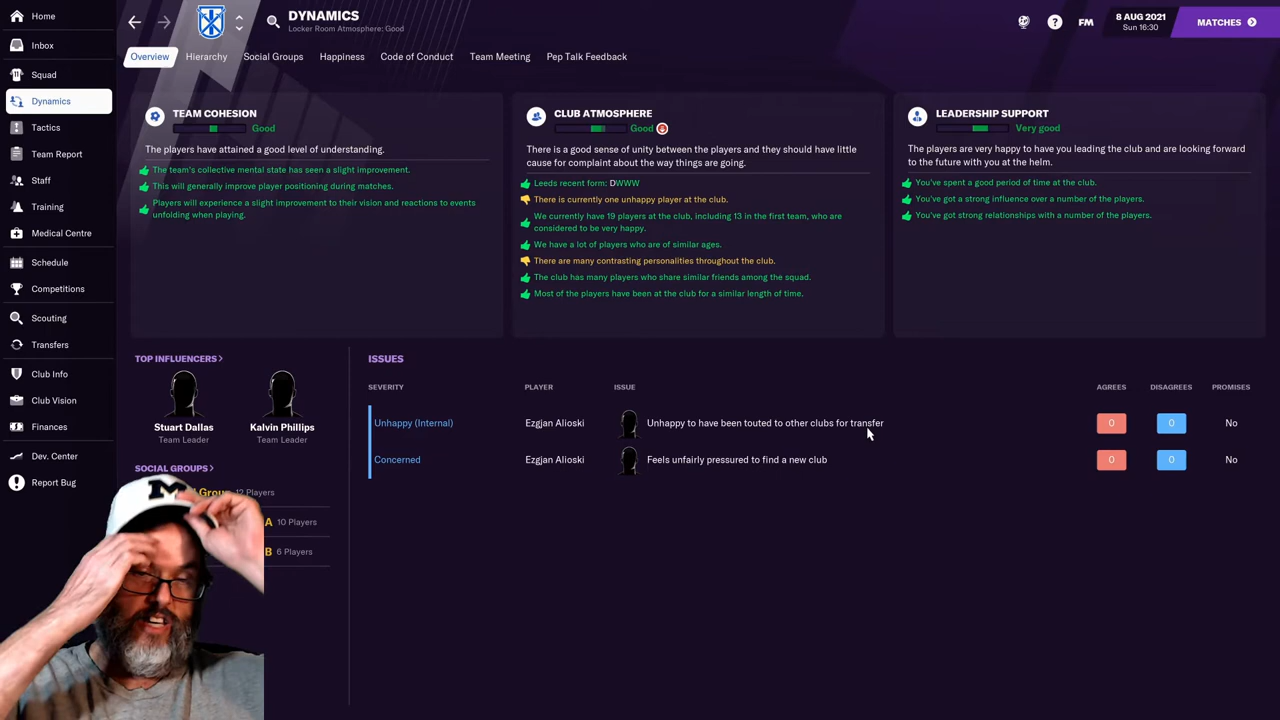 Home
Inbox
Squad
Dynamics
Tactics
Team Report
Staff
Training
Medical Centre
Schedule
Competitions
Scouting
Transfers
Club Info
Club Vision
Finances
Dev. Center
Report Bug
DYNAMICS
Locker Room Atmosphere: Good
FM
8 AUG 2021
Sun 16:30
MATCHES
Overview
Hierarchy
Social Groups
Happiness
Code of Conduct
Team Meeting
Pep Talk Feedback
TEAM COHESION
Good
The players have attained a good level of understanding.
The team's collective mental state has seen a slight improvement.
This will generally improve player positioning during matches.
Players will experience a slight improvement to their vision and reactions to events
unfolding when playing.
CLUB ATMOSPHERE
Good
There is a good sense of unity between the players and they should have little
cause for complaint about the way things are going.
Leeds recent form: DWWW
There is currently one unhappy player at the club.
We currently have 19 players at the club, including 13 in the first team, who are
considered to be very happy.
We have a lot of players who are of similar ages.
There are many contrasting personalities throughout the club.
The club has many players who share similar friends among the squad.
Most of the players have been at the club for a similar length of time.
LEADERSHIP SUPPORT
Very good
The players are very happy to have you leading the club and are looking forward
to the future with you at the helm.
You've spent a good period of time at the club.
You've got a strong influence over a number of the players.
You've got strong relationships with a number of the players.
TOP INFLUENCERS >
Stuart Dallas
Team Leader
Kalvin Phillips
Team Leader
SOCIAL GROUPS >
Group 12 Players
A 10 Players
B 6 Players
M
ISSUES
SEVERITY PLAYER ISSUE AGREES DISAGREES PROMISES
Unhappy (Internal) Ezgjan Alioski Unhappy to have been touted to other clubs for transfer 0 0 No
Concerned Ezgjan Alioski Feels unfairly pressured to find a new club 0 0 No